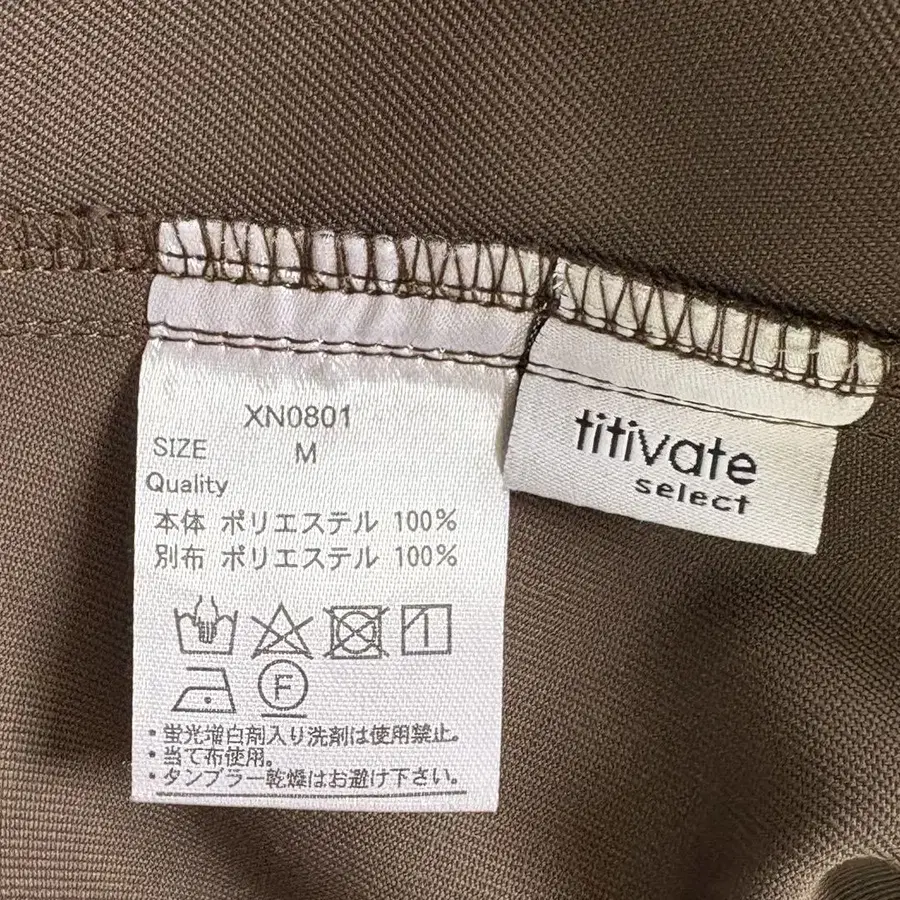 XN0801
SIZE M
Quality
本体 ポリエステル 100%
別布 ポリエステル 100%
F
・蛍光増白剤入り洗剤は使用禁止。
・当て布使用。
・タンブラー乾燥はお避け下さい。
titivate
select